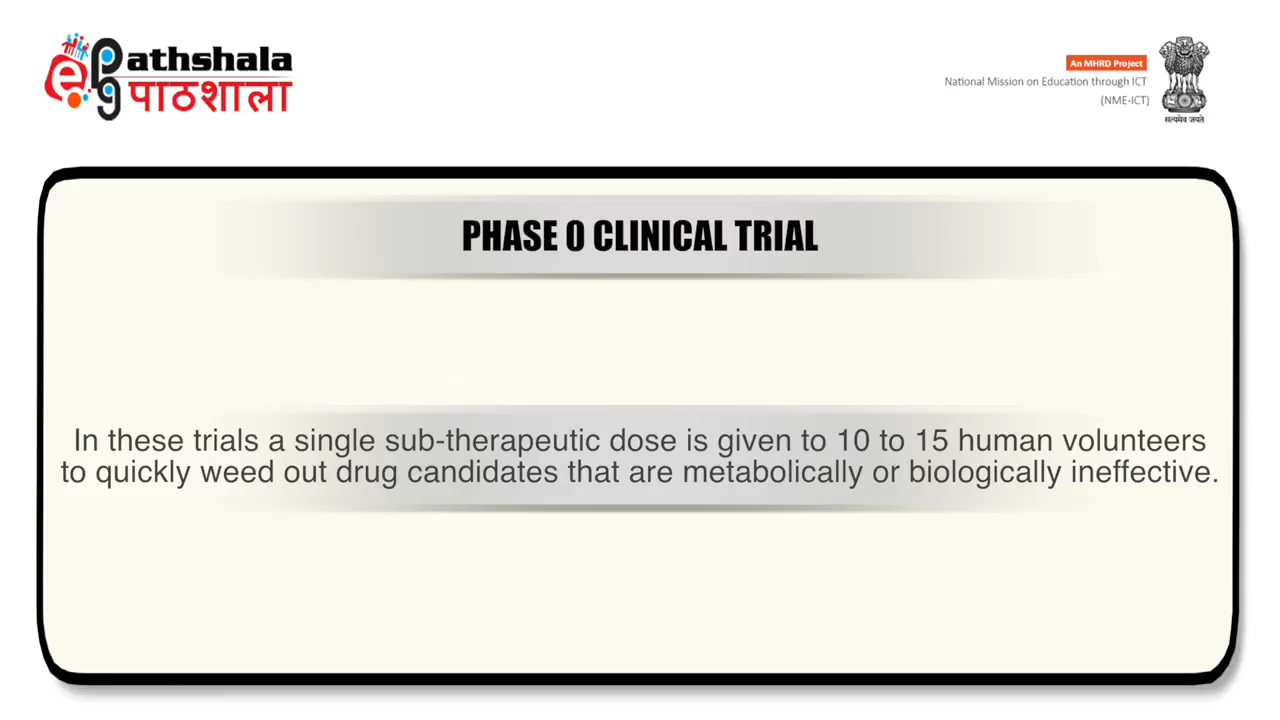 e Pg athshala
पाठशाला
An MHRD Project
National Mission on Education through ICT
(NME-ICT)
सत्यमेव जयते
PHASE 0 CLINICAL TRIAL
In these trials a single sub-therapeutic dose is given to 10 to 15 human volunteers
to quickly weed out drug candidates that are metabolically or biologically ineffective.